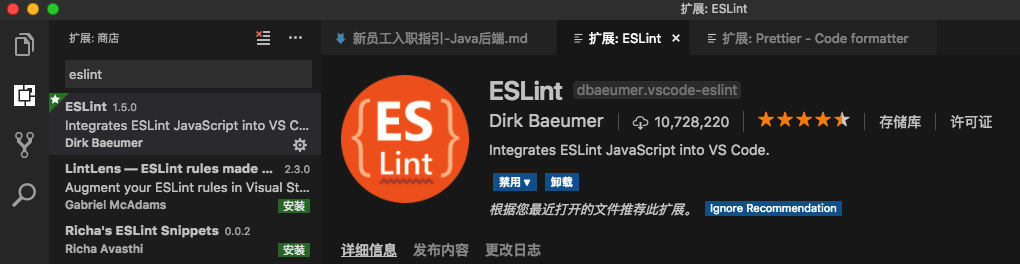 扩展: ESLint
扩展: 商店
新员工入职指引-Java后端.md
扩展: ESLint
扩展: Prettier - Code formatter
eslint
ESLint 1.5.0
Integrates ESLint JavaScript into VS C...
Dirk Baeumer
LintLens — ESLint rules made ... 2.3.0
Augment your ESLint rules in Visual St...
Gabriel McAdams 安装
Richa's ESLint Snippets 0.0.2
Richa Avasthi 安装
{ES}
Lint
ESLint dbaeumer.vscode-eslint
Dirk Baeumer 10,728,220 存储库 许可证
Integrates ESLint JavaScript into VS Code.
禁用 卸载
根据您最近打开的文件推荐此扩展。 Ignore Recommendation
详细信息 发布内容 更改日志